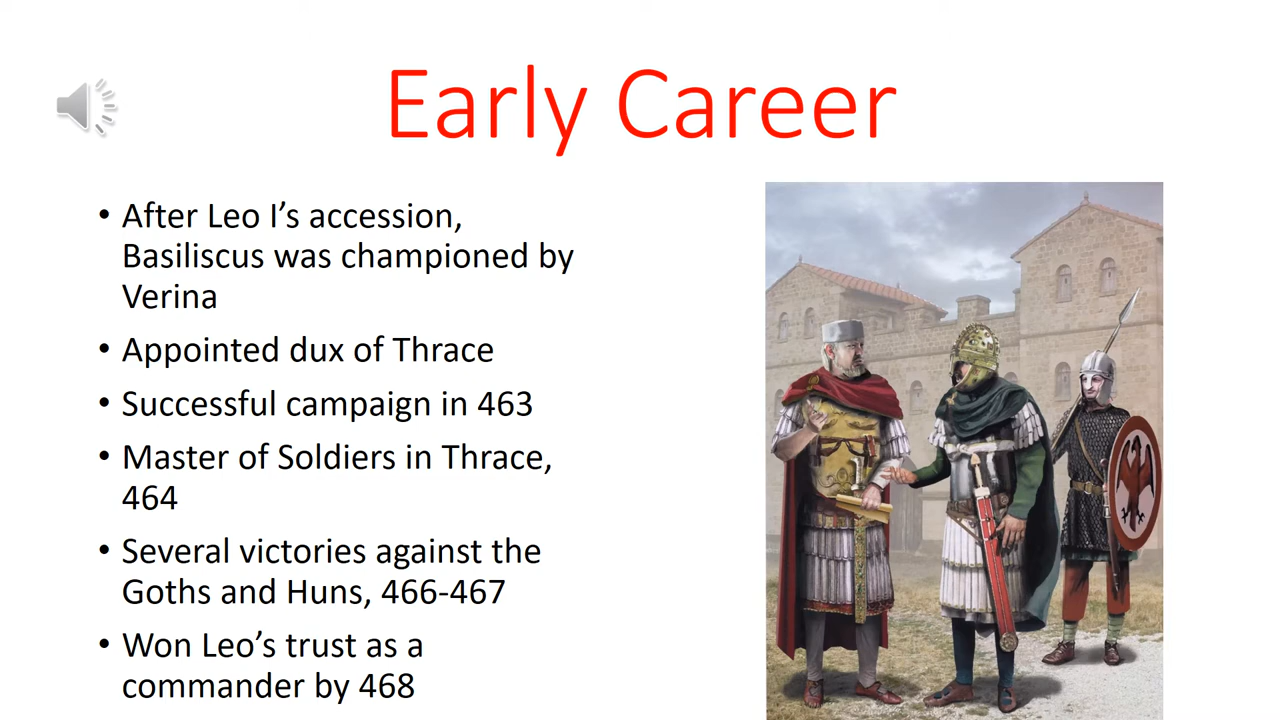 Early Career
• After Leo I’s accession,
Basiliscus was championed by
Verina
• Appointed dux of Thrace
• Successful campaign in 463
• Master of Soldiers in Thrace,
464
• Several victories against the
Goths and Huns, 466-467
• Won Leo’s trust as a
commander by 468